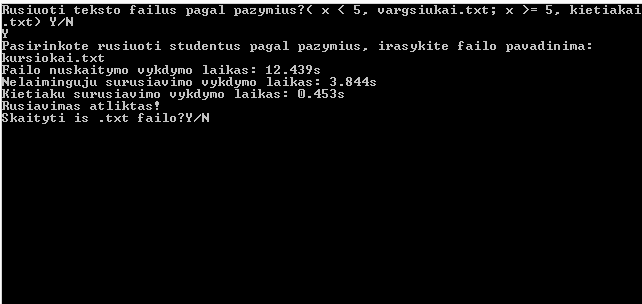 Rusiuoti teksto failus pagal pazymius?( x < 5, vargsiukai.txt; x >= 5, kietiakai
.txt) Y/N
Y
Pasirinkote rusiuoti studentus pagal pazymius, irasykite failo pavadinima:
kursiokai.txt
Failo nuskaitymo vykdymo laikas: 12.439s
Nelaiminguju surusiavimo vykdymo laikas: 3.844s
Kietiaku surusiavimo vykdymo laikas: 0.453s
Rusiavimas atliktas!
Skaityti is .txt failo?Y/N